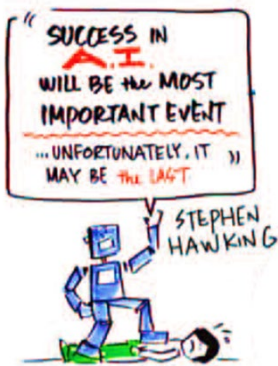 "SUCCESS IN
A.I.
WILL BE the MOST
IMPORTANT EVENT
...UNFORTUNATELY, IT
MAY BE the LAST"
STEPHEN
HAWKING